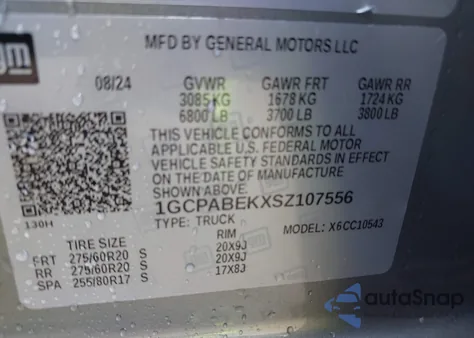 gm
MFD BY GENERAL MOTORS LLC
08/24 GVWR GAWR FRT GAWR RR
3085 KG 1678 KG 1724 KG
6800 LB 3700 LB 3800 LB
THIS VEHICLE CONFORMS TO ALL
APPLICABLE U.S. FEDERAL MOTOR
VEHICLE SAFETY STANDARDS IN EFFECT
ON THE DATE OF MANUFACTURE
SHOWN ABOVE.
1GCPABEKXSZ107556
130H TYPE: TRUCK MODEL: X6CC10543
TIRE SIZE RIM
FRT 275/60R20 S 20X9J
RR 275/60R20 S 20X9J
SPA 255/80R17 S 17X8J
autoSnap